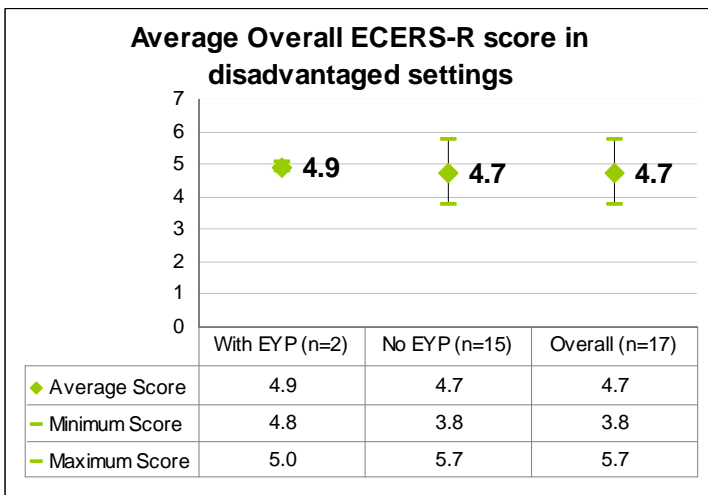 Average Overall ECERS-R score in
disadvantaged settings
7
6
5
4
3
2
1
0
4.9
4.7
4.7
With EYP (n=2) No EYP (n=15) Overall (n=17)
Average Score 4.9 4.7 4.7
Minimum Score 4.8 3.8 3.8
Maximum Score 5.0 5.7 5.7